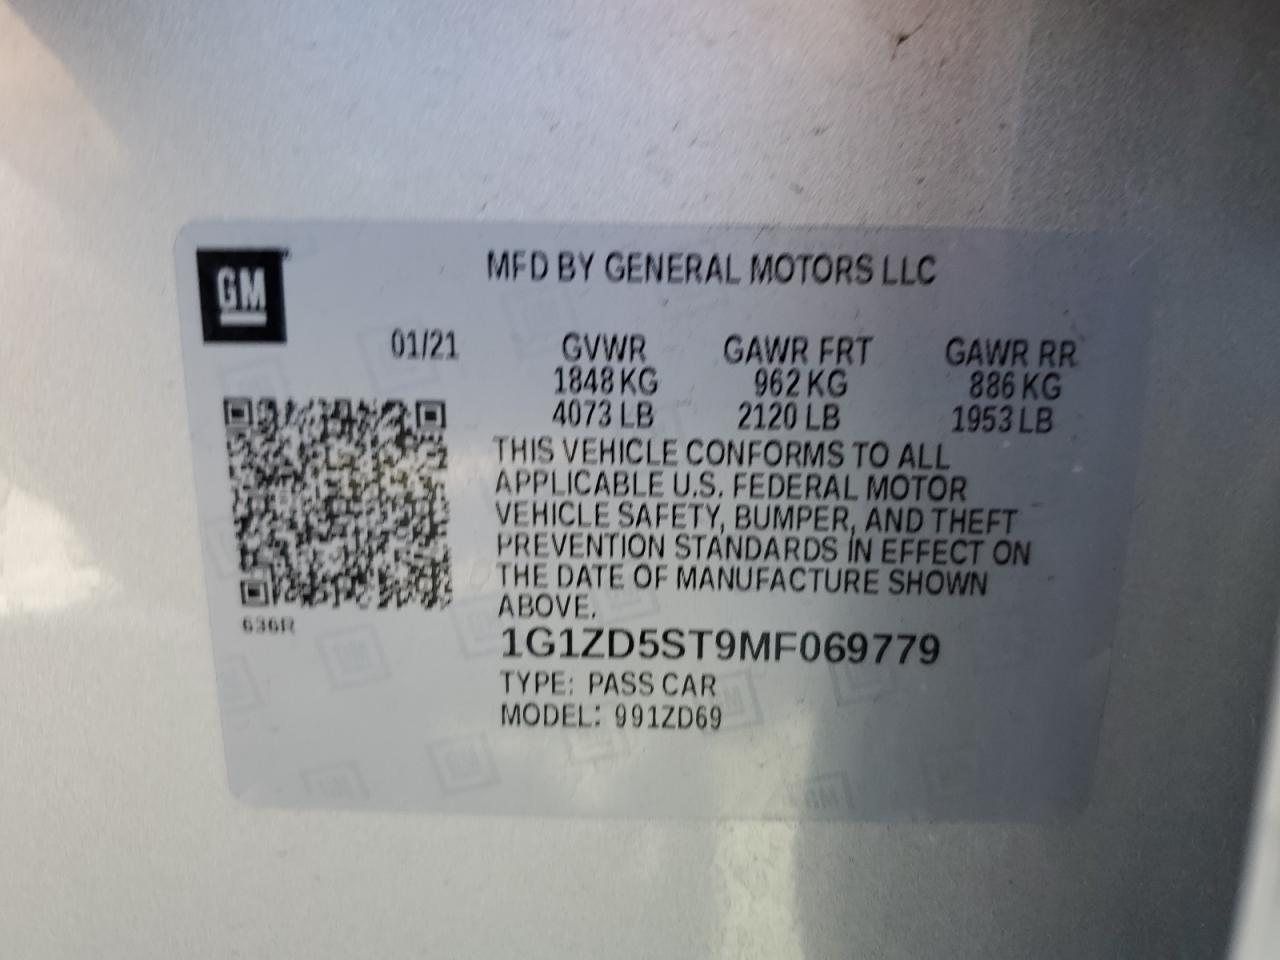 GM
MFD BY GENERAL MOTORS LLC
01/21 GVWR GAWR FRT GAWR RR
1848 KG 962 KG 886 KG
4073 LB 2120 LB 1953 LB
THIS VEHICLE CONFORMS TO ALL
APPLICABLE U.S. FEDERAL MOTOR
VEHICLE SAFETY, BUMPER, AND THEFT
PREVENTION STANDARDS IN EFFECT ON
THE DATE OF MANUFACTURE SHOWN
ABOVE.
636R
1G1ZD5ST9MF069779
TYPE: PASS CAR
MODEL: 991ZD69